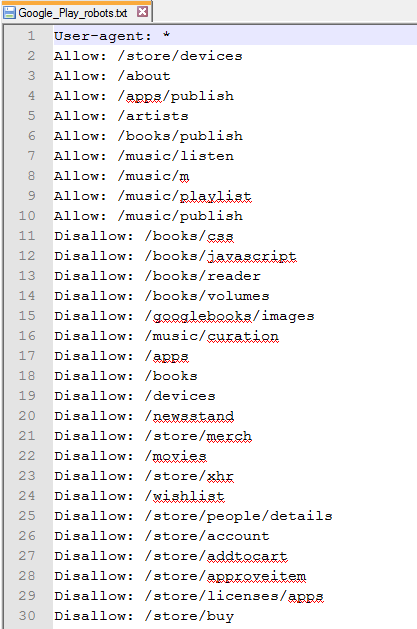 Google_Play_robots.txt
1 User-agent: *
2 Allow: /store/devices
3 Allow: /about
4 Allow: /apps/publish
5 Allow: /artists
6 Allow: /books/publish
7 Allow: /music/listen
8 Allow: /music/m
9 Allow: /music/playlist
10 Allow: /music/publish
11 Disallow: /books/css
12 Disallow: /books/javascript
13 Disallow: /books/reader
14 Disallow: /books/volumes
15 Disallow: /googlebooks/images
16 Disallow: /music/curation
17 Disallow: /apps
18 Disallow: /books
19 Disallow: /devices
20 Disallow: /newsstand
21 Disallow: /store/merch
22 Disallow: /movies
23 Disallow: /store/xhr
24 Disallow: /wishlist
25 Disallow: /store/people/details
26 Disallow: /store/account
27 Disallow: /store/addtocart
28 Disallow: /store/approveitem
29 Disallow: /store/licenses/apps
30 Disallow: /store/buy